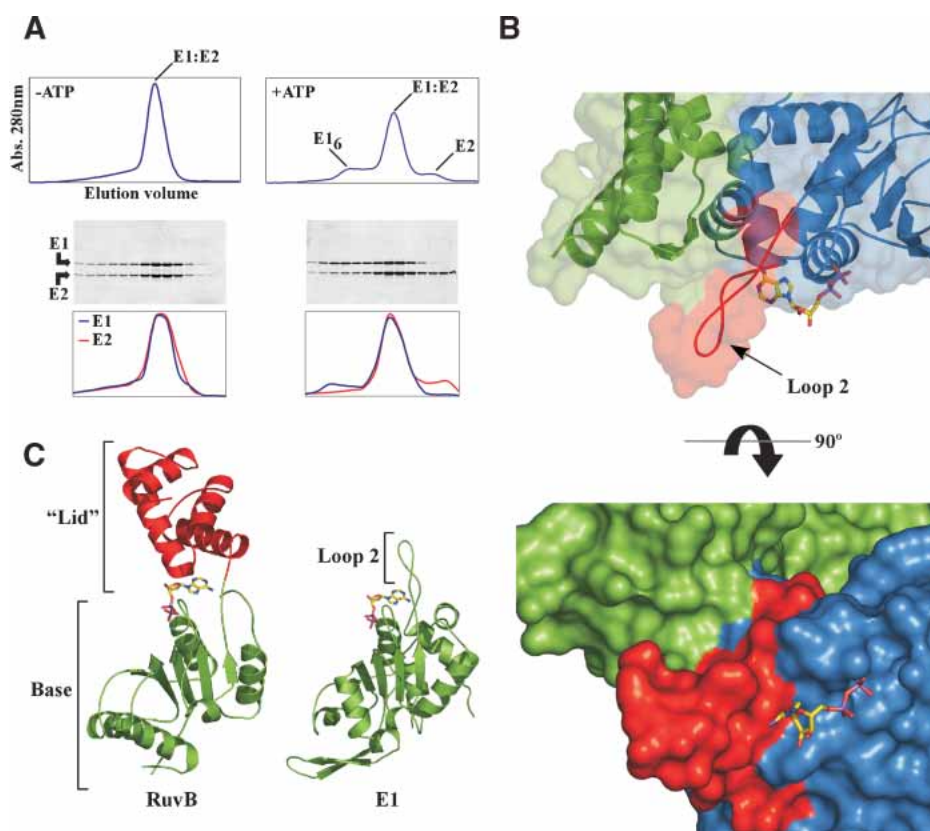 A
-ATP
E1:E2
Abs. 280nm
Elution volume
+ATP
E1:E2
E1₆
E2
E1
E2
E1
E2
B
Loop 2
90°
C
"Lid"
Base
RuvB
Loop 2
E1